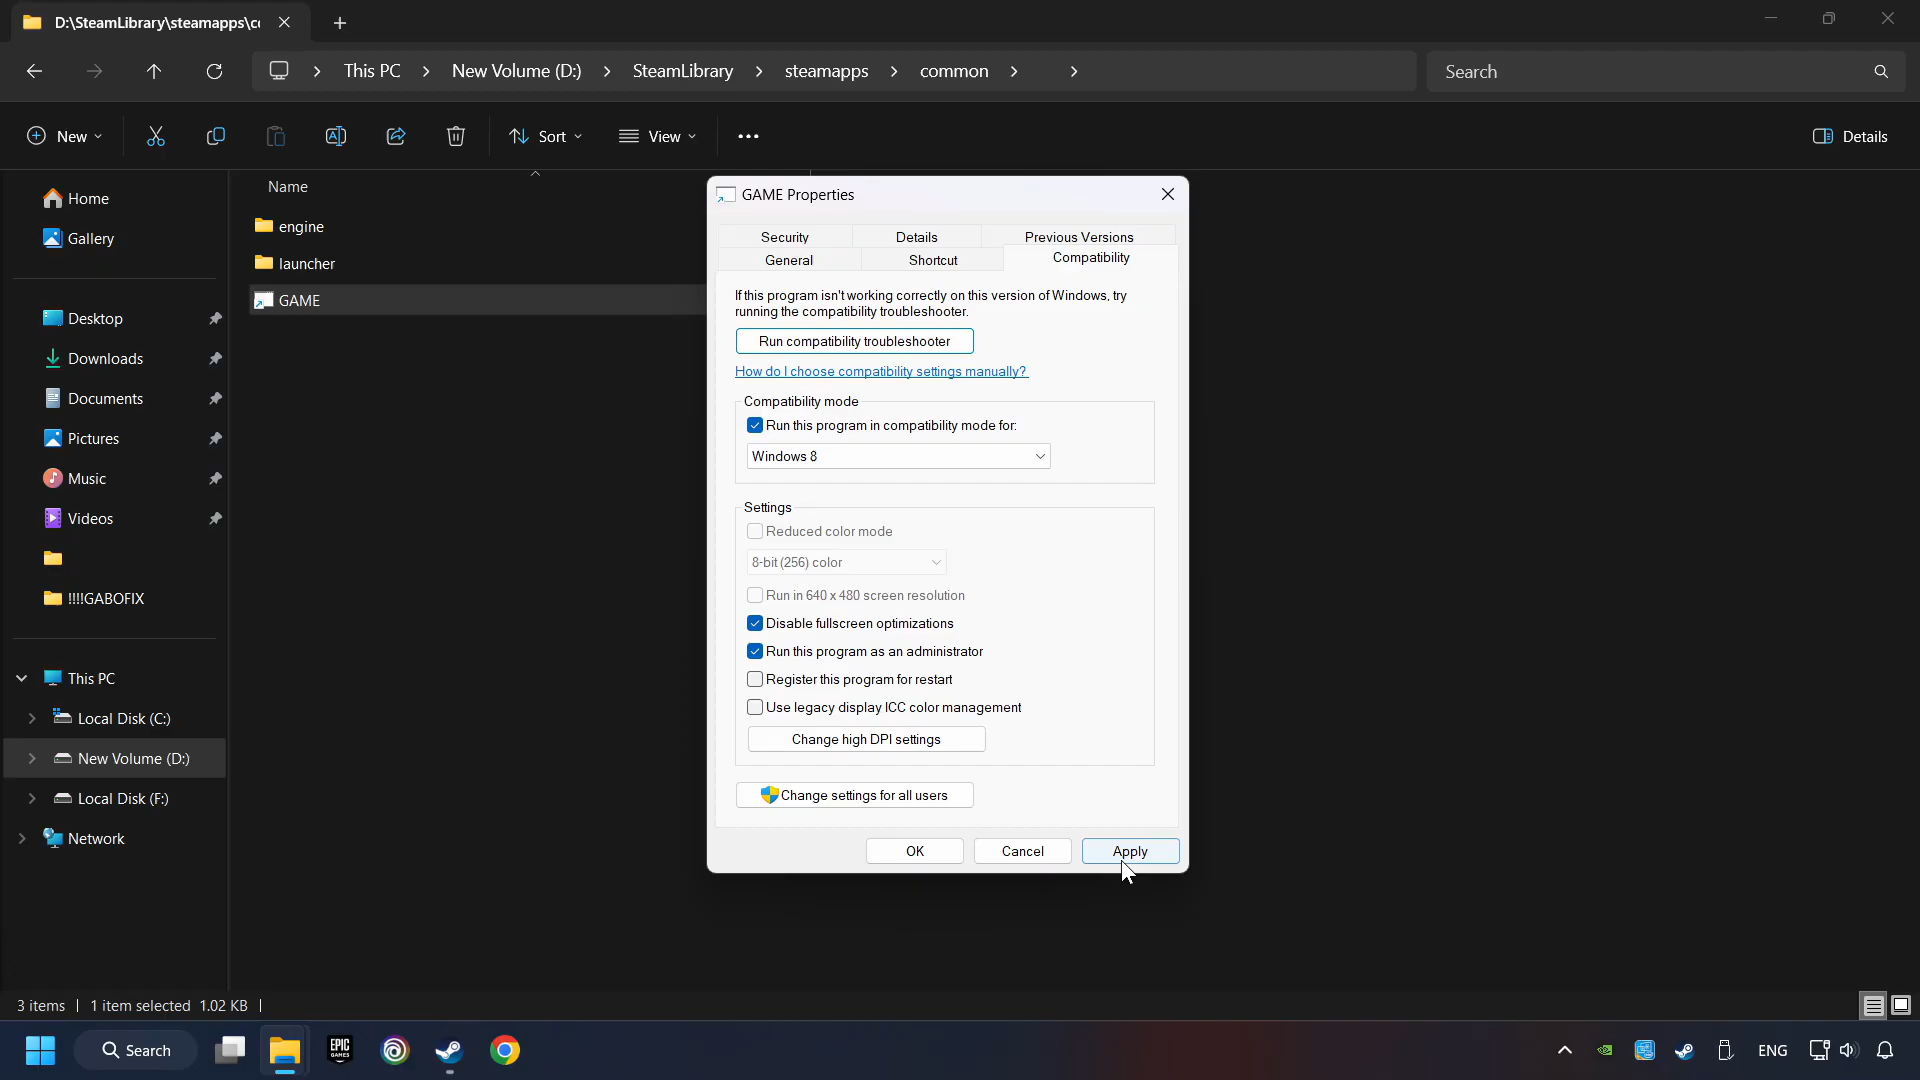 D:\SteamLibrary\steamapps\cc
This PC
New Volume (D:)
SteamLibrary
steamapps
common
Search
New
Sort
View
Details
Home
Gallery
Desktop
Downloads
Documents
Pictures
Music
Videos
!!!!GABOFIX
This PC
Local Disk (C:)
New Volume (D:)
Local Disk (F:)
Network
Name
engine
launcher
GAME
GAME Properties
Security
Details
Previous Versions
General
Shortcut
Compatibility
If this program isn't working correctly on this version of Windows, try
running the compatibility troubleshooter.
Run compatibility troubleshooter
How do I choose compatibility settings manually?
Compatibility mode
Run this program in compatibility mode for:
Windows 8
Settings
Reduced color mode
8-bit (256) color
Run in 640 x 480 screen resolution
Disable fullscreen optimizations
Run this program as an administrator
Register this program for restart
Use legacy display ICC color management
Change high DPI settings
Change settings for all users
OK
Cancel
Apply
3 items
1 item selected 1.02 KB
Search
EPIC
GAMES
ENG